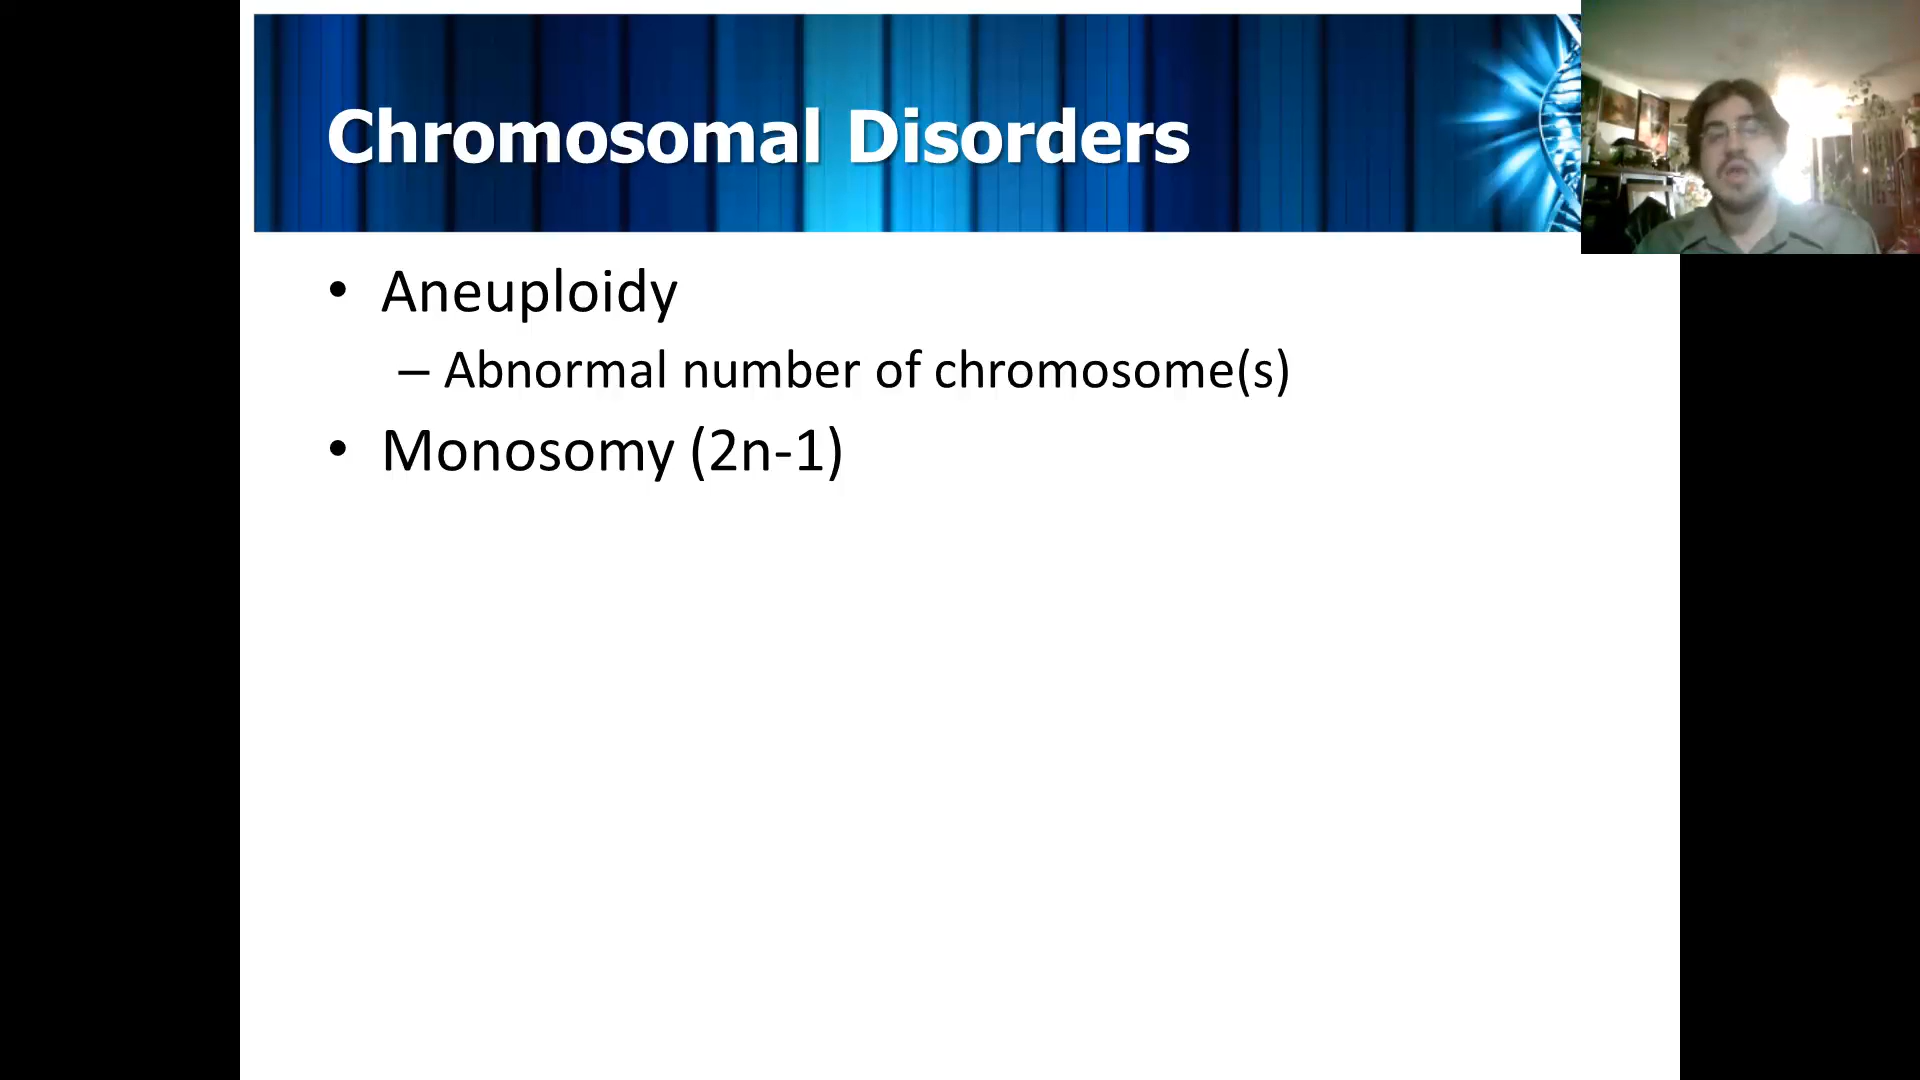 Chromosomal Disorders
• Aneuploidy
– Abnormal number of chromosome(s)
• Monosomy (2n-1)